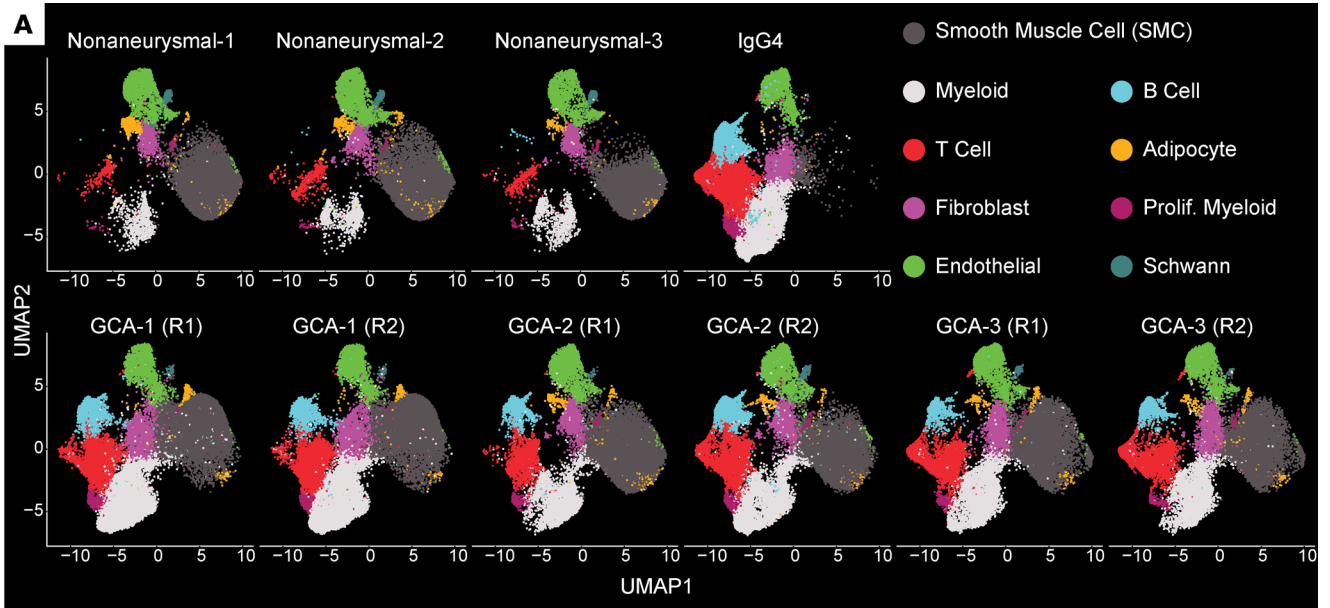 A
Nonaneurysmal-1 Nonaneurysmal-2 Nonaneurysmal-3 IgG4
Smooth Muscle Cell (SMC)
Myeloid B Cell
T Cell Adipocyte
Fibroblast Prolif. Myeloid
Endothelial Schwann
5
0
−5
−10 −5 0 5 10 −10 −5 0 5 10 −10 −5 0 5 10 −10 −5 0 5 10
UMAP2
GCA-1 (R1) GCA-1 (R2) GCA-2 (R1) GCA-2 (R2) GCA-3 (R1) GCA-3 (R2)
5
0
−5
−10 −5 0 5 10 −10 −5 0 5 10 −10 −5 0 5 10 −10 −5 0 5 10 −10 −5 0 5 10 −10 −5 0 5 10
UMAP1